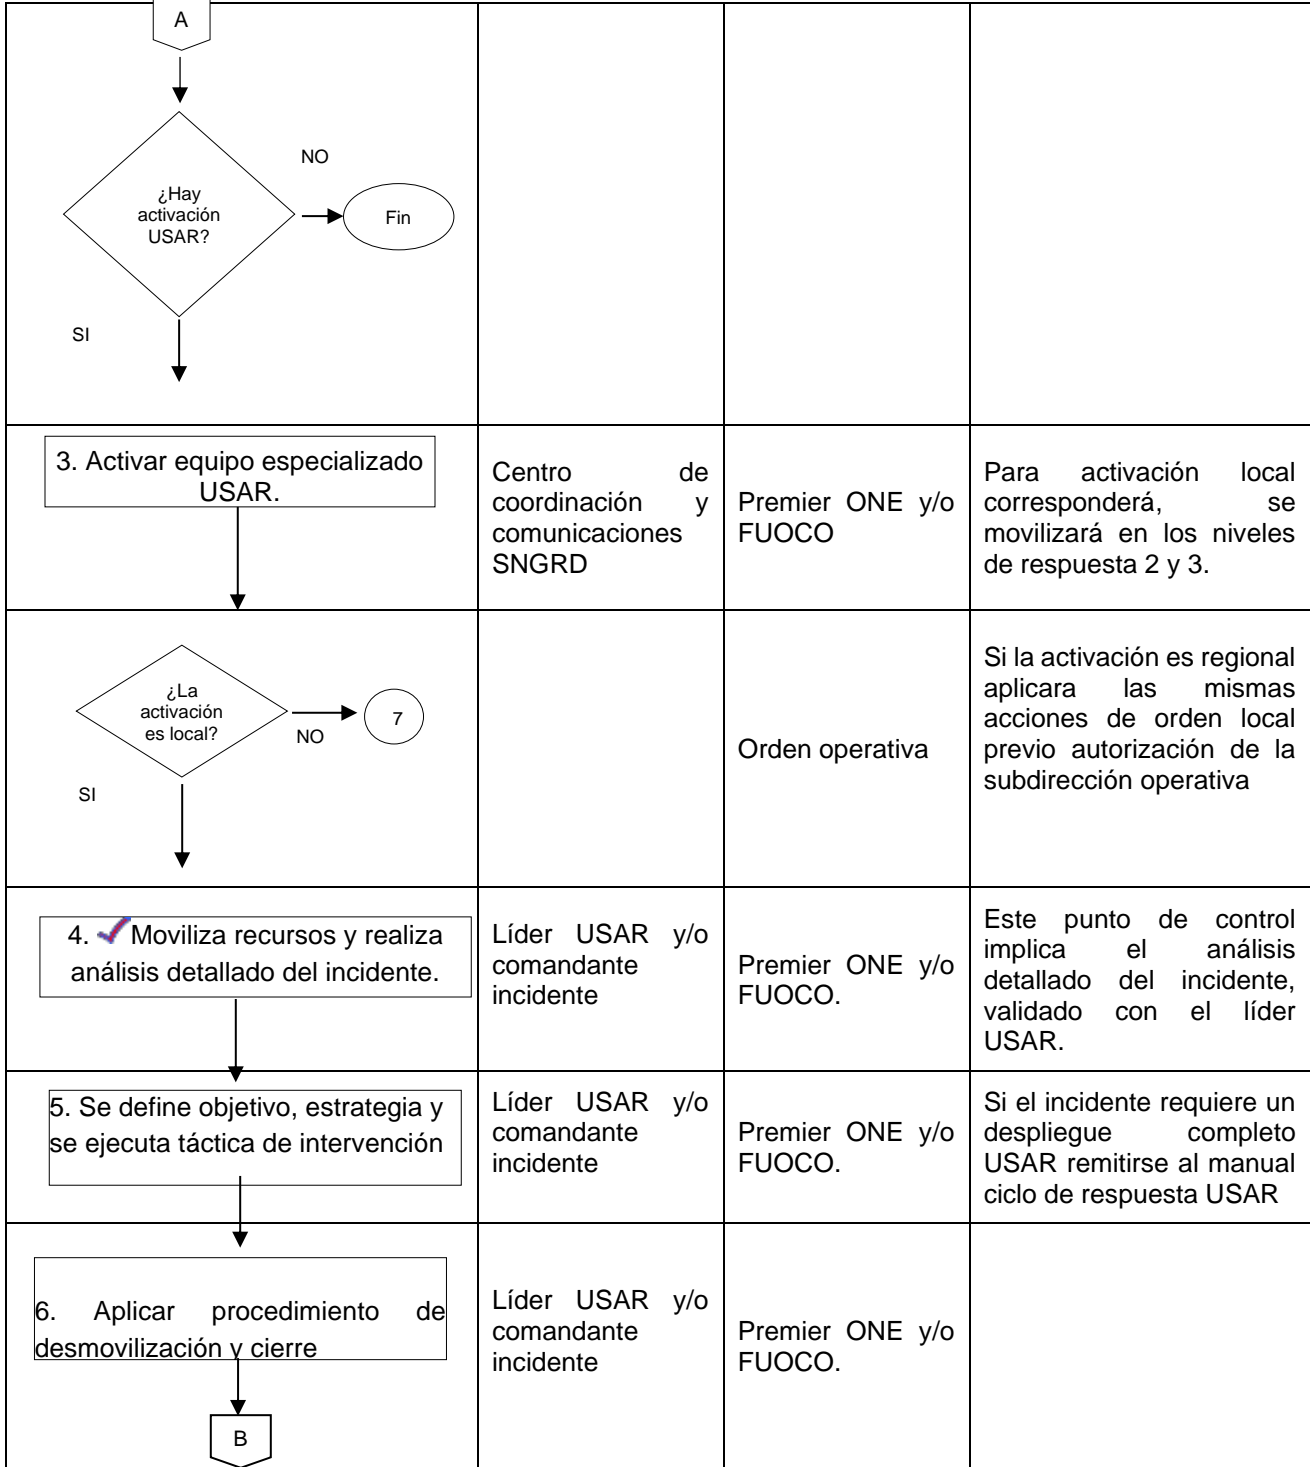 A
¿Hay
activación
USAR?
NO
Fin
SI
3. Activar equipo especializado
USAR.
Centro de
coordinación y
comunicaciones
SNGRD
Premier ONE y/o
FUOCO
Para activación local
corresponderá, se
movilizará en los niveles
de respuesta 2 y 3.
¿La
activación
es local?
NO
7
SI
Orden operativa
Si la activación es regional
aplicara las mismas
acciones de orden local
previo autorización de la
subdirección operativa
4. Moviliza recursos y realiza
análisis detallado del incidente.
Líder USAR y/o
comandante
incidente
Premier ONE y/o
FUOCO.
Este punto de control
implica el análisis
detallado del incidente,
validado con el líder
USAR.
5. Se define objetivo, estrategia y
se ejecuta táctica de intervención
Líder USAR y/o
comandante
incidente
Premier ONE y/o
FUOCO.
Si el incidente requiere un
despliegue completo
USAR remitirse al manual
ciclo de respuesta USAR
6. Aplicar procedimiento de
desmovilización y cierre
Líder USAR y/o
comandante
incidente
Premier ONE y/o
FUOCO.
B